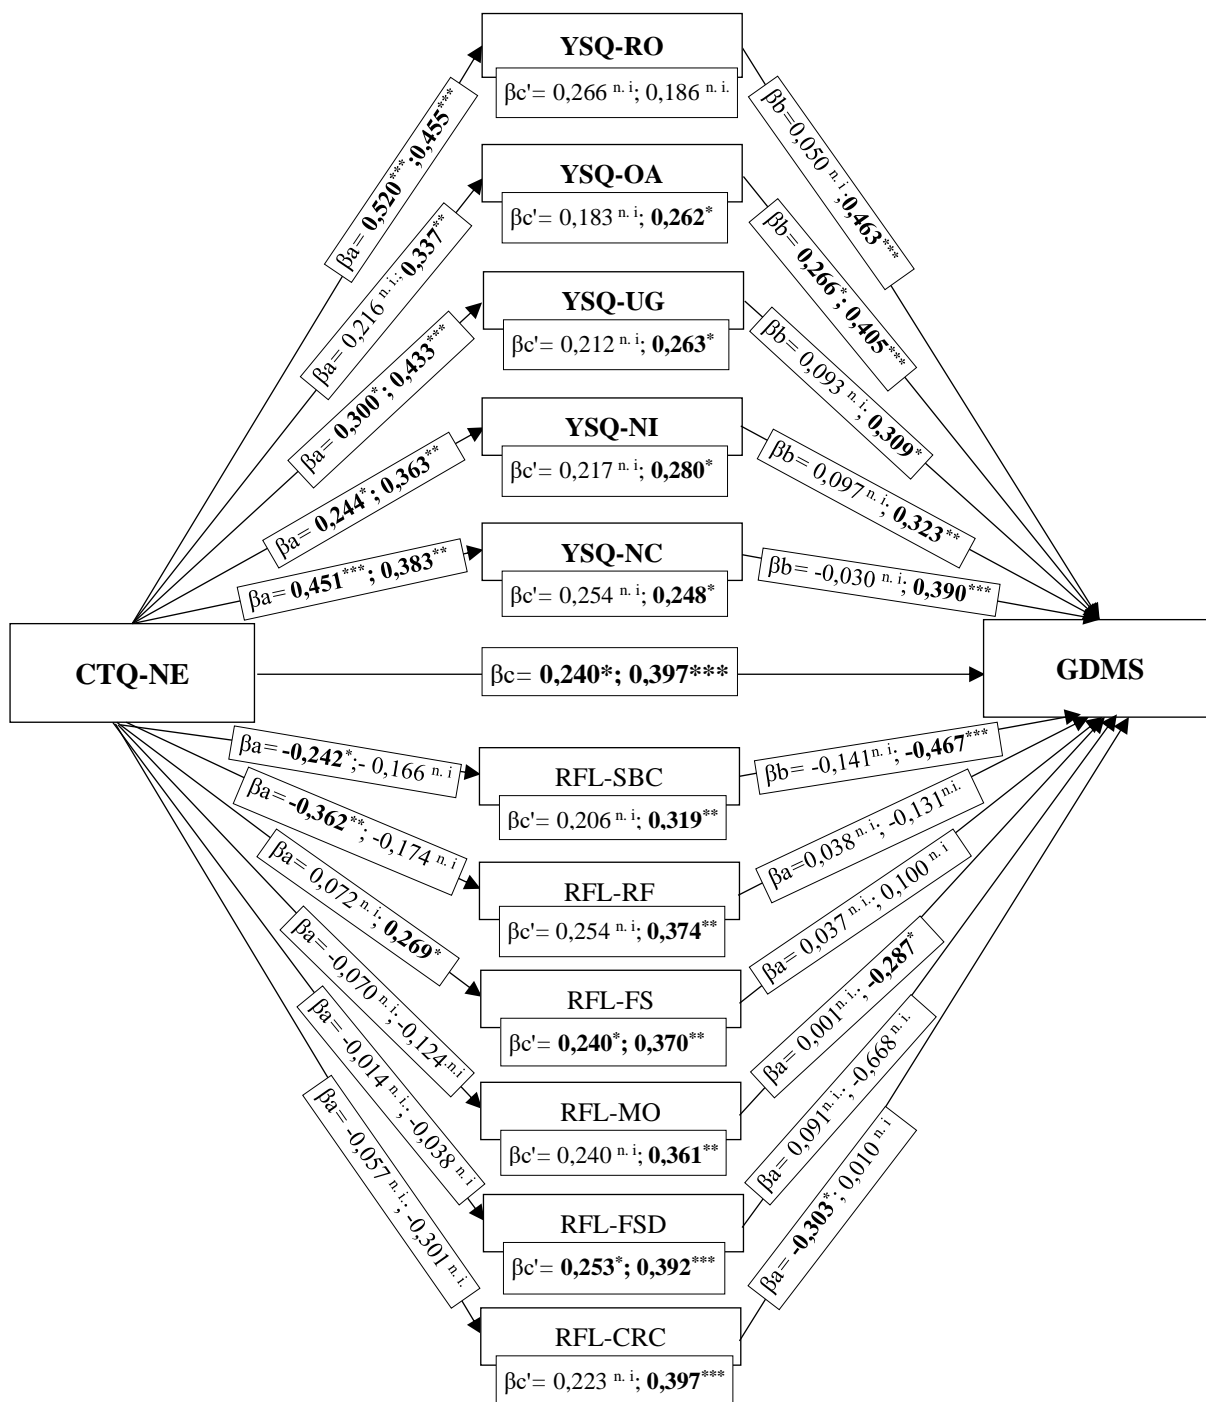 YSQ-RO
βc'= 0,266 n. i; 0,186 n. i.
βa= 0,520***;0,455***
βb=0,050 n. i ;0,463***
YSQ-OA
βc'= 0,183 n. i; 0,262*
βa= 0,216 n. i.; 0,337**
βb= 0,266*; 0,405***
YSQ-UG
βc'= 0,212 n. i; 0,263*
βa= 0,300*; 0,433***
βb= 0,093 n. i; 0,309*
YSQ-NI
βc'= 0,217 n. i; 0,280*
βa= 0,244*; 0,363**
βb= 0,097 n. i; 0,323**
YSQ-NC
βc'= 0,254 n. i; 0,248*
βa= 0,451***; 0,383**
βb= -0,030 n. i; 0,390***
CTQ-NE
βc= 0,240*; 0,397***
GDMS
βa= -0,242*;- 0,166 n. i
βb= -0,141n. i; -0,467***
RFL-SBC
βc'= 0,206 n. i; 0,319**
βa= -0,362**; -0,174 n. i
βa=0,038 n. i.; -0,131n.i.
RFL-RF
βc'= 0,254 n. i; 0,374**
βa= 0,072 n. i.; 0,269*
βa= 0,037 n. i.; 0,100 n. i
RFL-FS
βc'= 0,240*; 0,370**
βa= -0,070 n. i.; -0,124.n.i
βa= 0,001n. i.; -0,287*
RFL-MO
βc'= 0,240 n. i; 0,361**
βa= -0,014 n. i.; -0,038 n. i
βa= 0,091n. i.; -0,668 n. i.
RFL-FSD
βc'= 0,253*; 0,392***
βa= -0,057 n. i.; -0,301 n. i.
βa= -0,303*; 0,010 n. i
RFL-CRC
βc'= 0,223 n. i; 0,397***